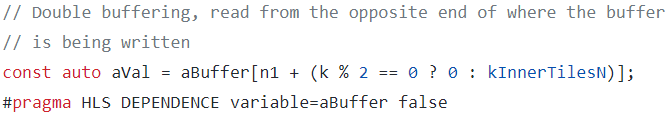 // Double buffering, read from the opposite end of where the buffer
// is being written
const auto aVal = aBuffer[n1 + (k % 2 == 0 ? 0 : kInnerTilesN)];
#pragma HLS DEPENDENCE variable=aBuffer false